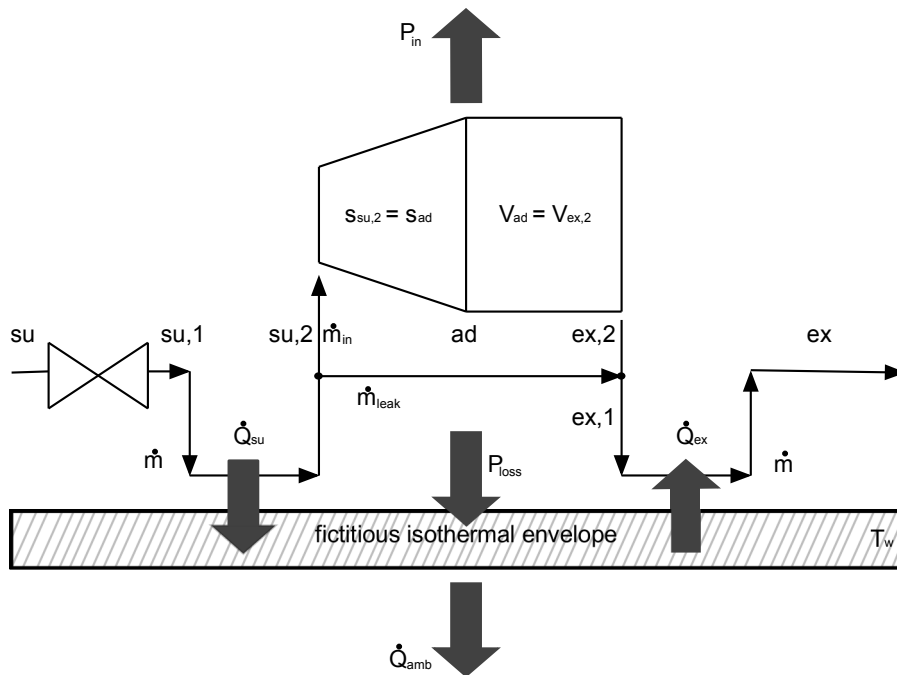 P_in
s_su,2 = s_ad
V_ad = V_ex,2
su
su,1
su,2
ṁ_in
ad
ex,2
ex
ṁ_leak
ex,1
ṁ
Q̇_su
P_loss
Q̇_ex
ṁ
fictitious isothermal envelope
T_w
Q̇_amb